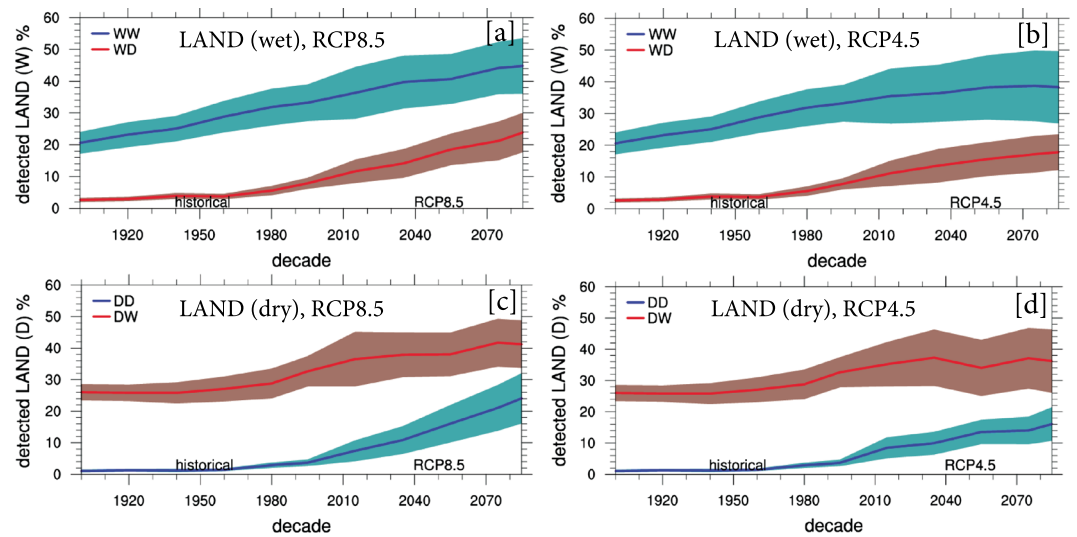 60
50
40
30
20
10
0
detected LAND (W) %
WW
WD
LAND (wet), RCP8.5
[a]
historical
RCP8.5
1920
1950
1980
2010
2040
2070
decade
60
50
40
30
20
10
0
detected LAND (W) %
WW
WD
LAND (wet), RCP4.5
[b]
historical
RCP4.5
1920
1950
1980
2010
2040
2070
decade
60
50
40
30
20
10
0
detected LAND (D) %
DD
DW
LAND (dry), RCP8.5
[c]
historical
RCP8.5
1920
1950
1980
2010
2040
2070
decade
60
50
40
30
20
10
0
detected LAND (D) %
DD
DW
LAND (dry), RCP4.5
[d]
historical
RCP4.5
1920
1950
1980
2010
2040
2070
decade